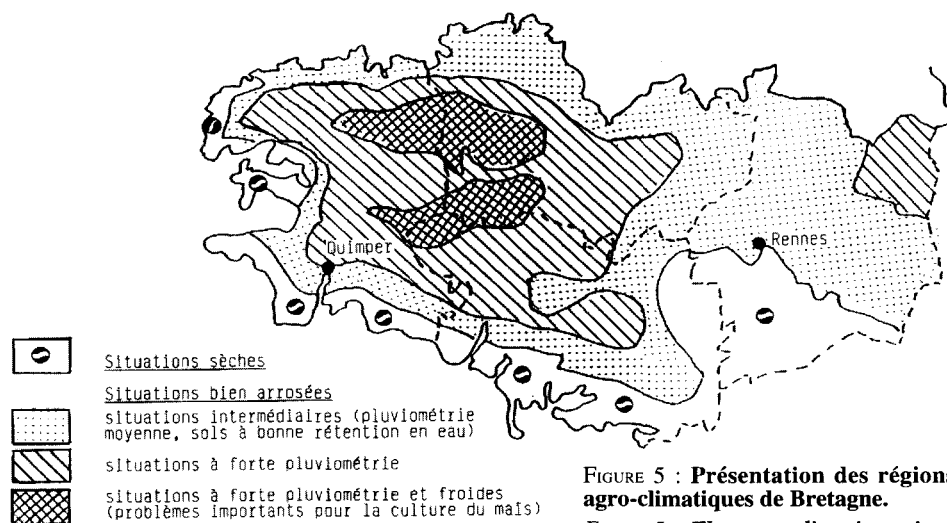 Quimper
Rennes
Situations sèches
Situations bien arrosées
situations intermédiaires (pluviométrie
moyenne, sols à bonne rétention en eau)
situations à forte pluviométrie
situations à forte pluviométrie et froides
(problèmes importants pour la culture du maïs)
FIGURE 5 : Présentation des régions
agro-climatiques de Bretagne.